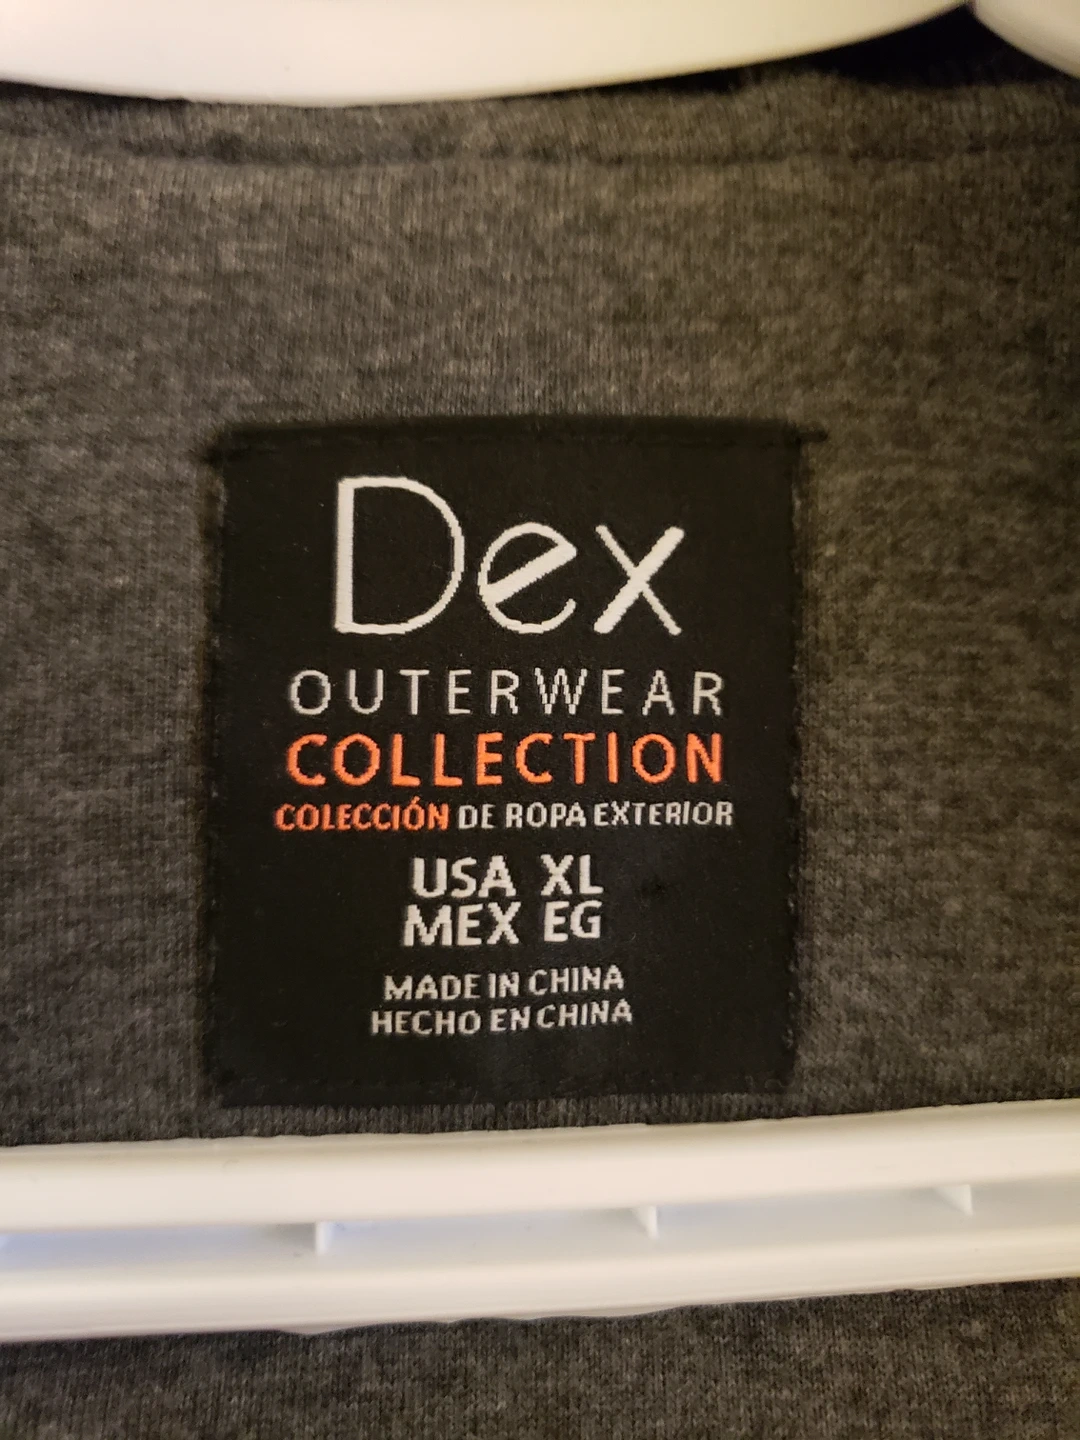 Dex
OUTERWEAR
COLLECTION
COLECCIÓN DE ROPA EXTERIOR
USA XL
MEX EG
MADE IN CHINA
HECHO EN CHINA